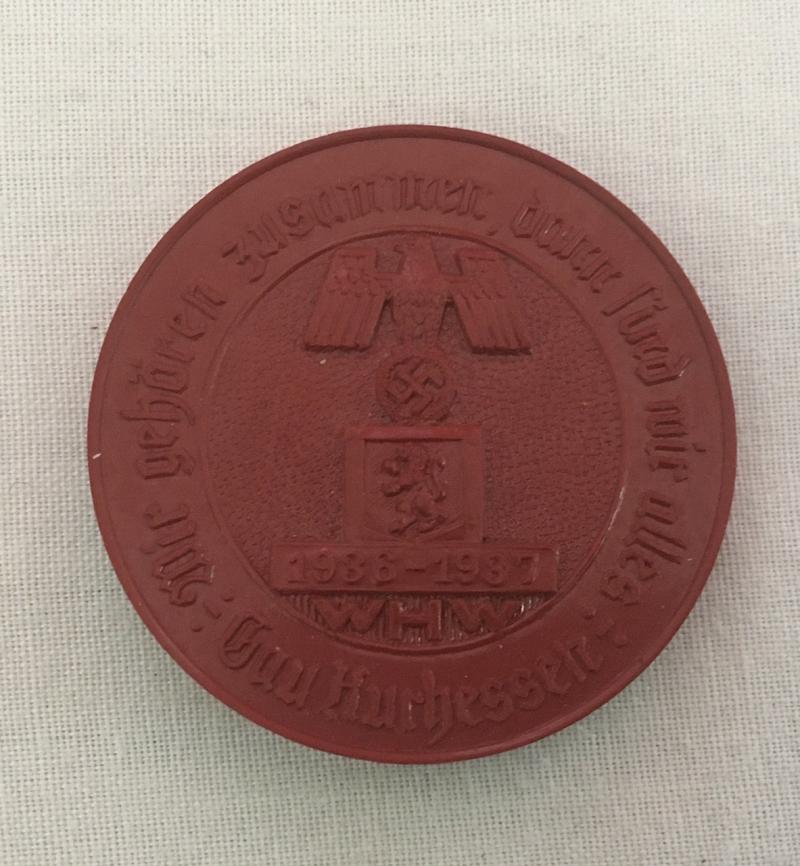 Wir gehören zusammen, dann sind wir alles:
Gau Kurhessen:
1936-1937
WHW